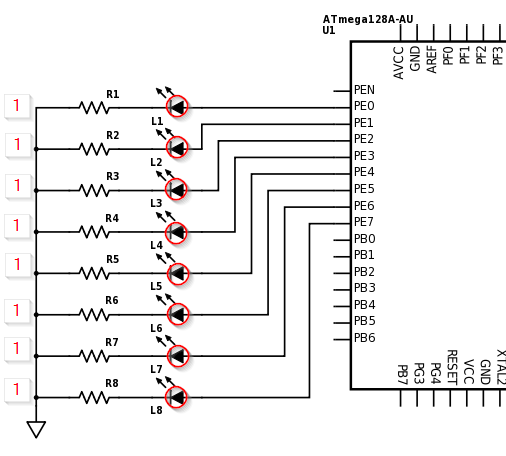 ATmega128A-AU
U1
AVCC
GND
AREF
PF0
PF1
PF2
PF3
1 R1 L1 PEN
PE0
1 R2 L2 PE1
1 R3 L3 PE2
1 R4 L4 PE3
1 R5 L5 PE4
1 R6 L6 PE5
1 R7 L7 PE6
1 R8 L8 PE7
PB0
PB1
PB2
PB3
PB4
PB5
PB6
PB7
PG3
PG4
RESET
VCC
GND
XTAL2